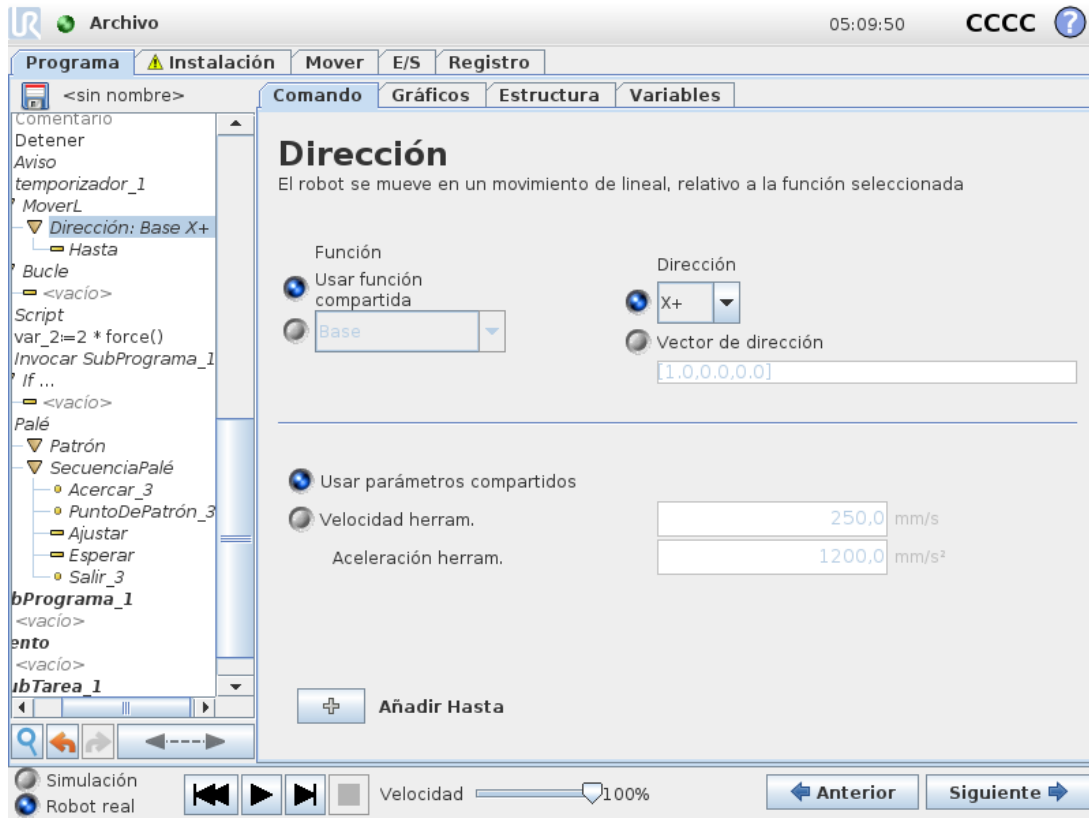 UR Archivo 05:09:50 CCCC ?
Programa Instalación Mover E/S Registro
<sin nombre>
Comando Gráficos Estructura Variables
Comentario
Detener
Aviso
temporizador_1
MoverL
Dirección: Base X+
Hasta
Bucle
<vacío>
Script
var_2:=2 * force()
Invocar SubPrograma_1
If ...
<vacío>
Palé
Patrón
SecuenciaPalé
Acercar_3
PuntoDePatrón_3
Ajustar
Esperar
Salir_3
bPrograma_1
<vacío>
ento
<vacío>
ubTarea_1
Dirección
El robot se mueve en un movimiento de lineal, relativo a la función seleccionada
Función
Usar función
compartida
Base
Dirección
X+
Vector de dirección
[1.0,0.0,0.0]
Usar parámetros compartidos
Velocidad herram. 250,0 mm/s
Aceleración herram. 1200,0 mm/s²
Añadir Hasta
Simulación
Robot real
Velocidad 100%
Anterior Siguiente